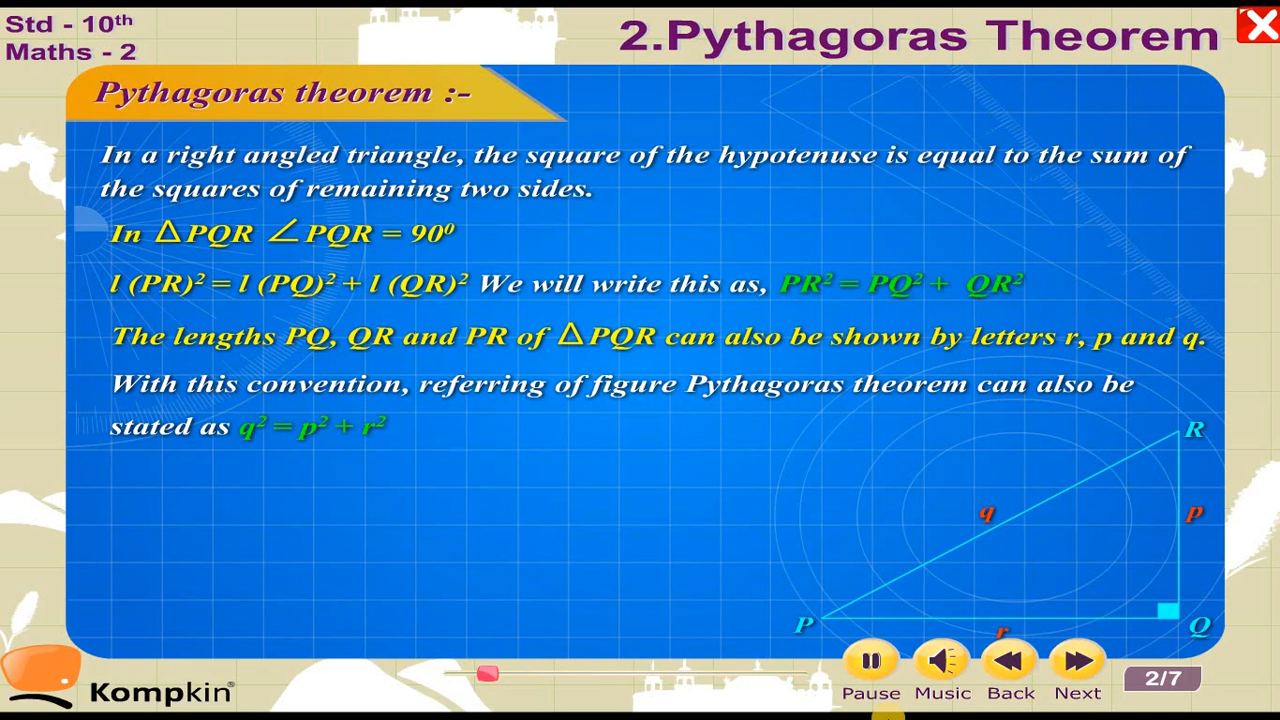 Std - 10th
Maths - 2
2.Pythagoras Theorem
Pythagoras theorem :-
In a right angled triangle, the square of the hypotenuse is equal to the sum of
the squares of remaining two sides.
In △PQR ∠PQR = 90⁰
l (PR)² = l (PQ)² + l (QR)² We will write this as, PR² = PQ² + QR²
The lengths PQ, QR and PR of △PQR can also be shown by letters r, p and q.
With this convention, referring of figure Pythagoras theorem can also be
stated as q² = p² + r²
R
q
p
P
Q
r
Kompkin®
Pause
Music
Back
Next
2/7